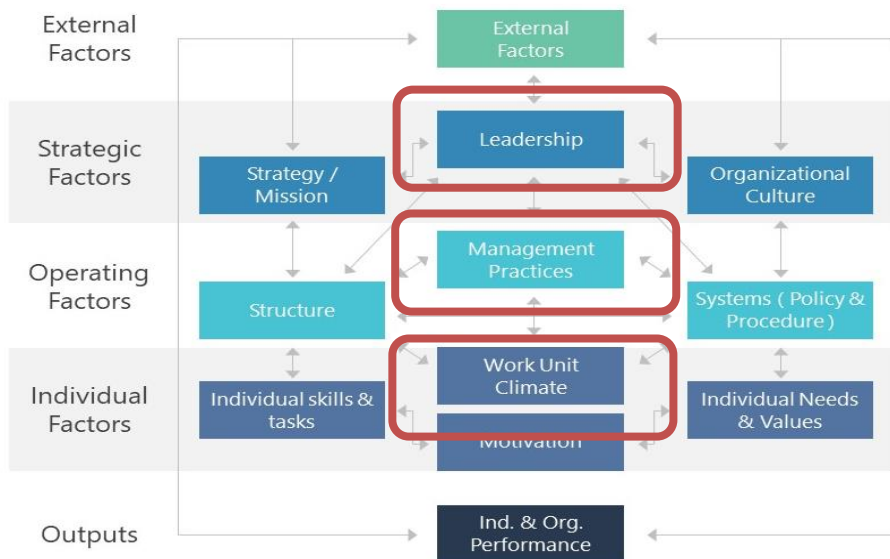 External
Factors
External
Factors
Strategic
Factors
Leadership
Strategy /
Mission
Organizational
Culture
Operating
Factors
Management
Practices
Structure
Systems ( Policy &
Procedure )
Individual
Factors
Work Unit
Climate
Individual skills &
tasks
Individual Needs
& Values
Motivation
Outputs
Ind. & Org.
Performance